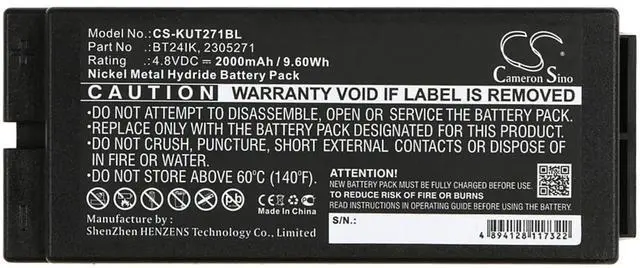 Model No.: CS-KUT271BL
Part No : BT24IK, 2305271
Rating : 4.8VDC ⎓ 2000mAh / 9.60Wh
Nickel Metal Hydride Battery Pack
CS
Cameron Sino
CAUTION WARRANTY VOID IF LABEL IS REMOVED
•DO NOT ATTEMPT TO DISASSEMBLE, OPEN OR SERVICE THE BATTERY PACK.
•REPLACE ONLY WITH THE BATTERY PACK DESIGNATED FOR THIS PRODUCT.
•DO NOT CRUSH, PUNCTURE, SHORT EXTERNAL CONTACTS OR DISPOSE OF
IN FIRE OR WATER.
•DO NOT STORE ABOVE 60°C (140°F).
ATTENTION!
NEW BATTERY PACK MUST BE FULLY CHARGED BEFORE USE.
TO REDUCE RISK OF FIRE OR BURNS
READ INSTRUCTIONS IN OPERATING MANUAL BEFORE USING BATTERY.
Manufacturer by :
ShenZhen HENZENS Technology Co., Limited
Made In China
S/N.:
4 894128 117322